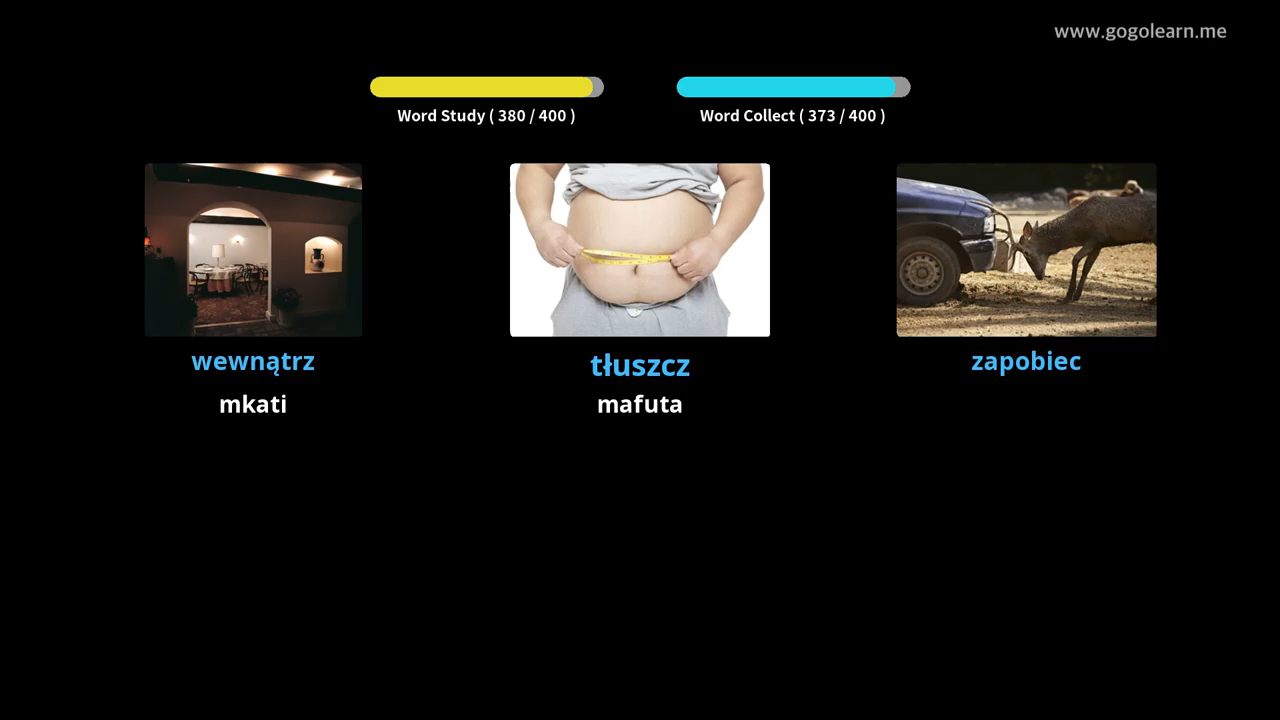 www.gogolearn.me
Word Study ( 380 / 400 )
Word Collect ( 373 / 400 )
wewnątrz
mkati
tłuszcz
mafuta
zapobiec